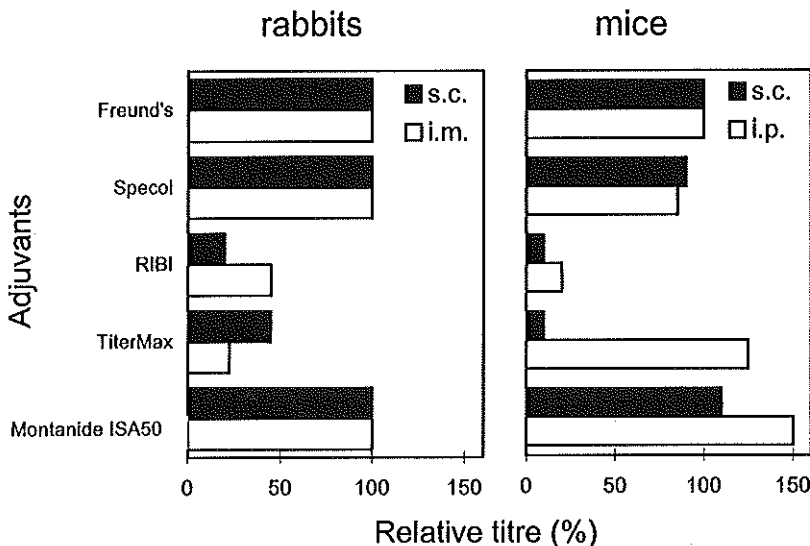 rabbits
mice
Adjuvants
Freund's
Specol
RIBI
TiterMax
Montanide ISA50
s.c.
i.m.
s.c.
i.p.
0 50 100 150
0 50 100 150
Relative titre (%)